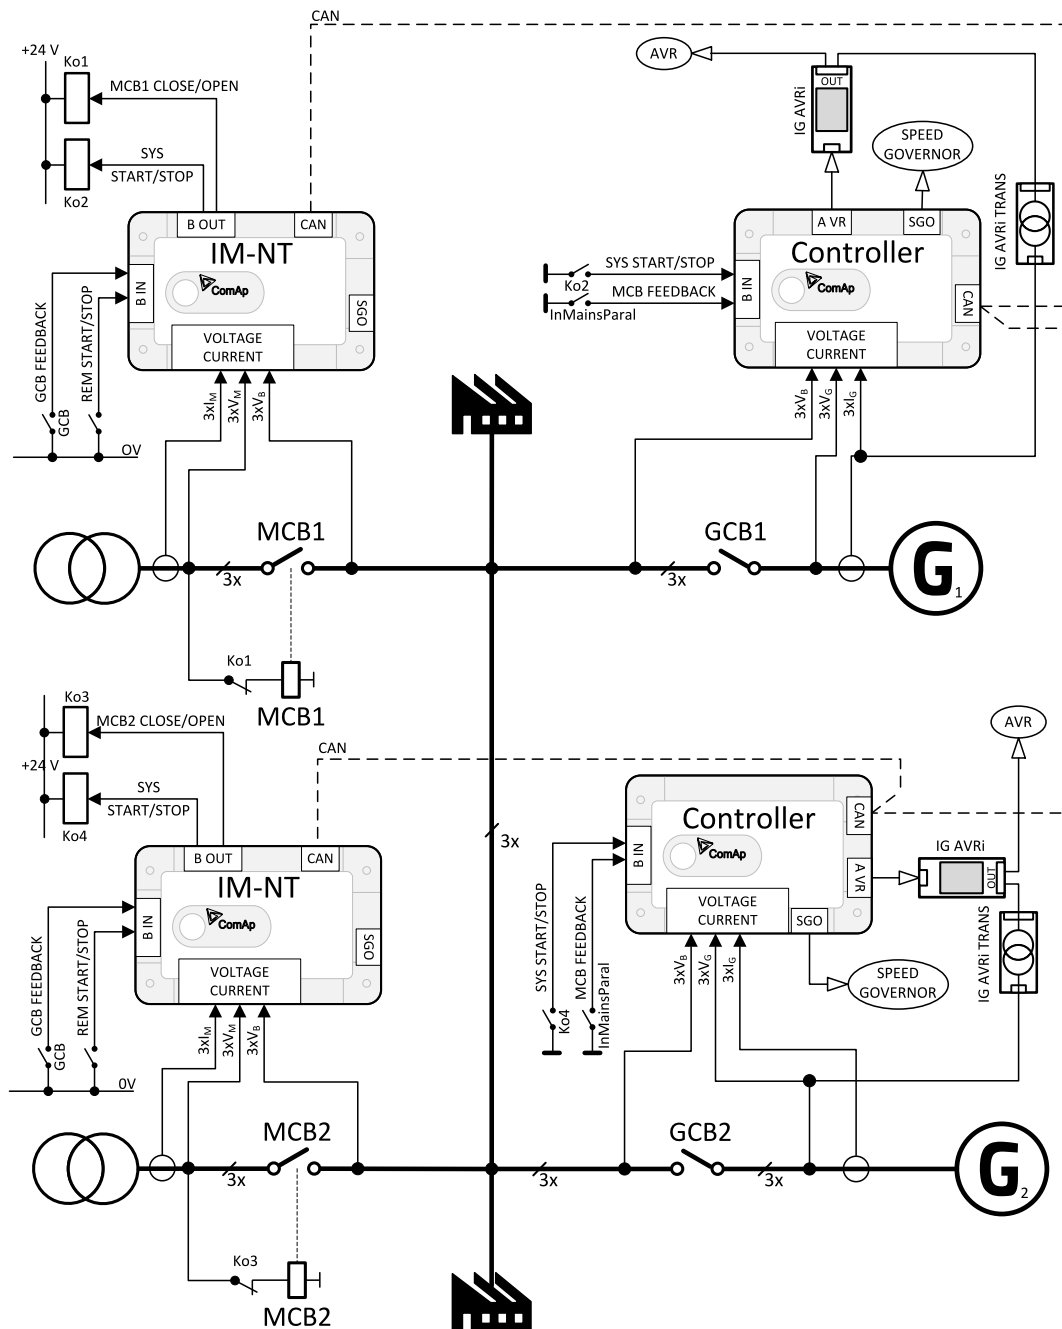 CAN
+24 V
Ko1
MCB1 CLOSE/OPEN
SYS
START/STOP
Ko2
B OUT
CAN
IM-NT
B IN
ComAp
SGO
VOLTAGE
CURRENT
GCB FEEDBACK
REM START/STOP
GCB
0V
3xIM
3xVM
3xVB
AVR
OUT
IG AVRi
SPEED
GOVERNOR
IG AVRi TRANS
A VR
SGO
Controller
SYS START/STOP
Ko2
MCB FEEDBACK
InMainsParal
B IN
ComAp
CAN
VOLTAGE
CURRENT
3xVB
3xVG
3xIG
MCB1
3x
GCB1
3x
G1
Ko1
MCB1
Ko3
MCB2 CLOSE/OPEN
+24 V
SYS
START/STOP
Ko4
CAN
B OUT
CAN
IM-NT
B IN
ComAp
SGO
VOLTAGE
CURRENT
GCB FEEDBACK
REM START/STOP
GCB
0V
3xIM
3xVM
3xVB
3x
AVR
Controller
CAN
B IN
ComAp
A VR
IG AVRi
OUT
VOLTAGE
CURRENT
SGO
IG AVRi TRANS
SPEED
GOVERNOR
SYS START/STOP
MCB FEEDBACK
Ko4
InMainsParal
3xVB
3xVG
3xIG
MCB2
3x
GCB2
3x
3x
G2
Ko3
MCB2